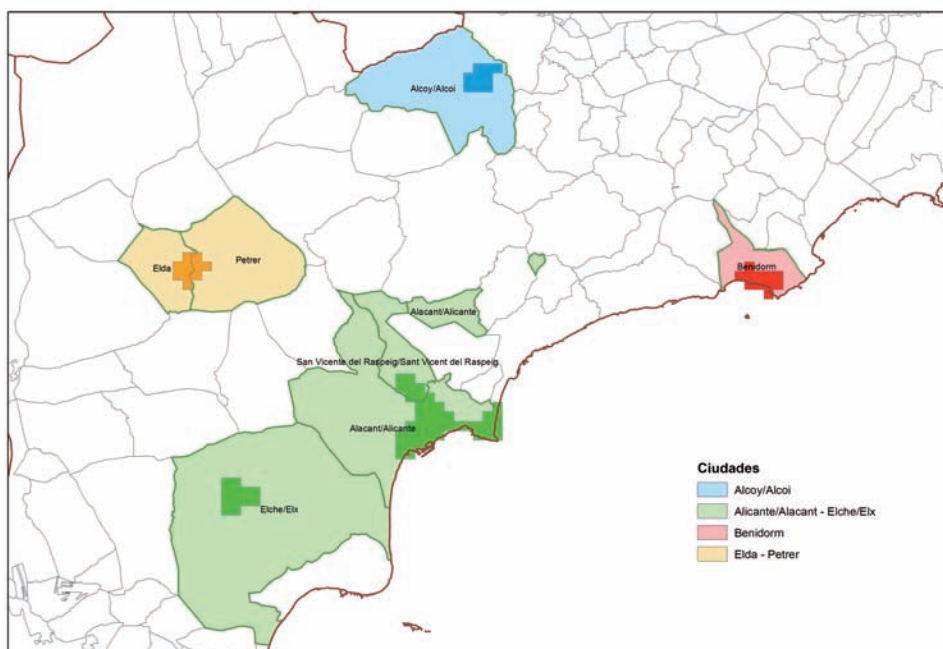 Alcoy/Alcoi
Elda
Petrer
Benidorm
Alacant/Alicante
San Vicente del Raspeig/Sant Vicent del Raspeig
Alacant/Alicante
Elche/Elx
Ciudades
Alcoy/Alcoi
Alicante/Alacant - Elche/Elx
Benidorm
Elda - Petrer